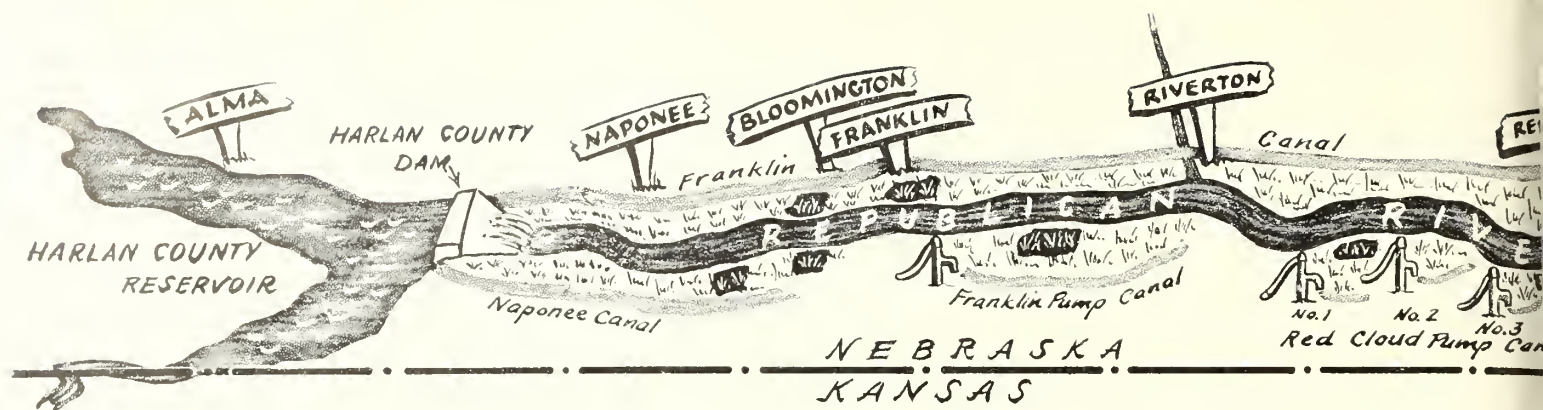 ALMA
HARLAN COUNTY
DAM
NAPONEE
BLOOMINGTON
FRANKLIN
RIVERTON
Franklin
Canal
REPUBLICAN RIVE
HARLAN COUNTY
RESERVOIR
Naponee Canal
Franklin Pump Canal
No.1
No.2
No.3
Red Cloud Pump
NEBRASKA
KANSAS